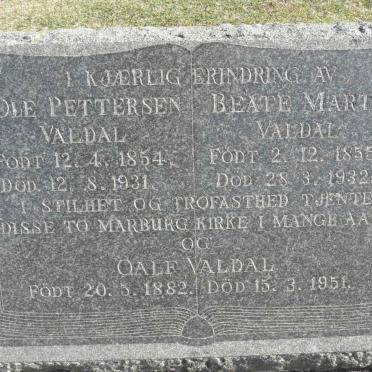 I KJÆRLIG ERINDRING AV
OLE PETTERSEN BEATE MART
VALDAL VALDAL
FØDT 12. 4. 1854. FØDT 2. 12. 1855
DØD 12. 8. 1931. DØD 28 3. 1932
I STILHET OG TROFASTHED TJENTE
DISSE TO MARBURG KIRKE I MANGE AA
OG
OALF VALDAL
FØDT 20. 5. 1882. DØD 15. 3. 1951.